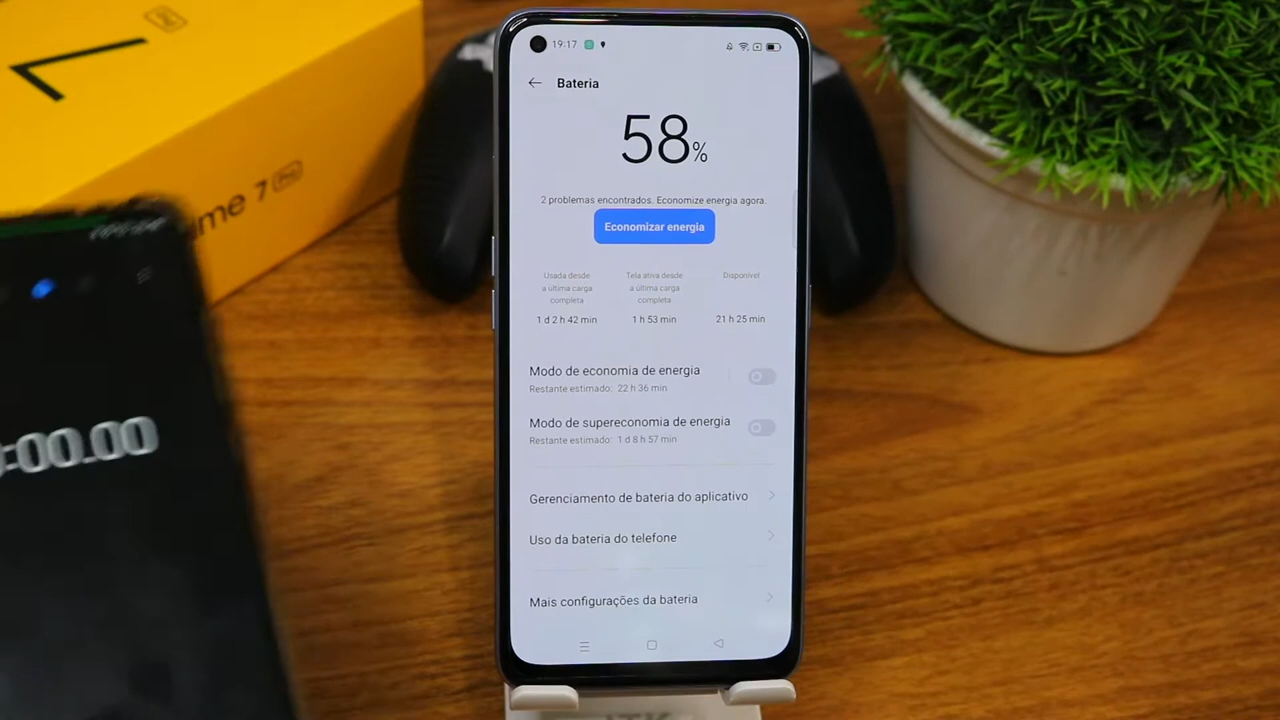 7
7 Pro
19:17
Bateria
58%
2 problemas encontrados. Economize energia agora.
Economizar energia
Usada desde
a última carga
completa
1 d 2 h 42 min
Tela ativa desde
a última carga
completa
1 h 53 min
Disponível
21 h 25 min
Modo de economia de energia
Restante estimado: 22 h 36 min
Modo de supereconomia de energia
Restante estimado: 1 d 8 h 57 min
Gerenciamento de bateria do aplicativo
Uso da bateria do telefone
Mais configurações da bateria
:00.00